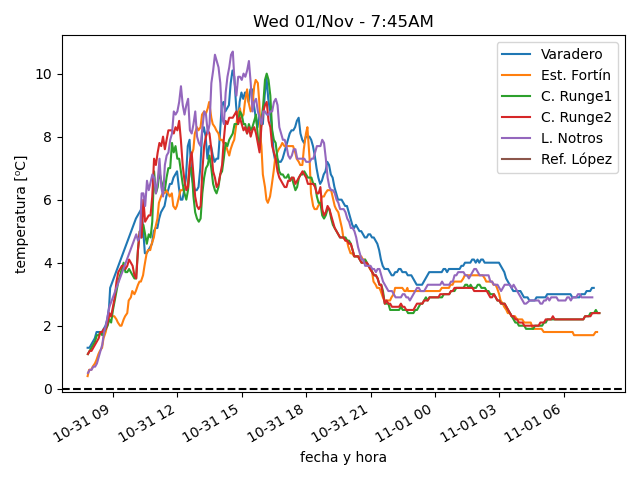 Wed 01/Nov - 7:45AM
temperatura [ºC]
10
8
6
4
2
0
Varadero
Est. Fortín
C. Runge1
C. Runge2
L. Notros
Ref. López
10-31 09
10-31 12
10-31 15
10-31 18
10-31 21
11-01 00
11-01 03
11-01 06
fecha y hora